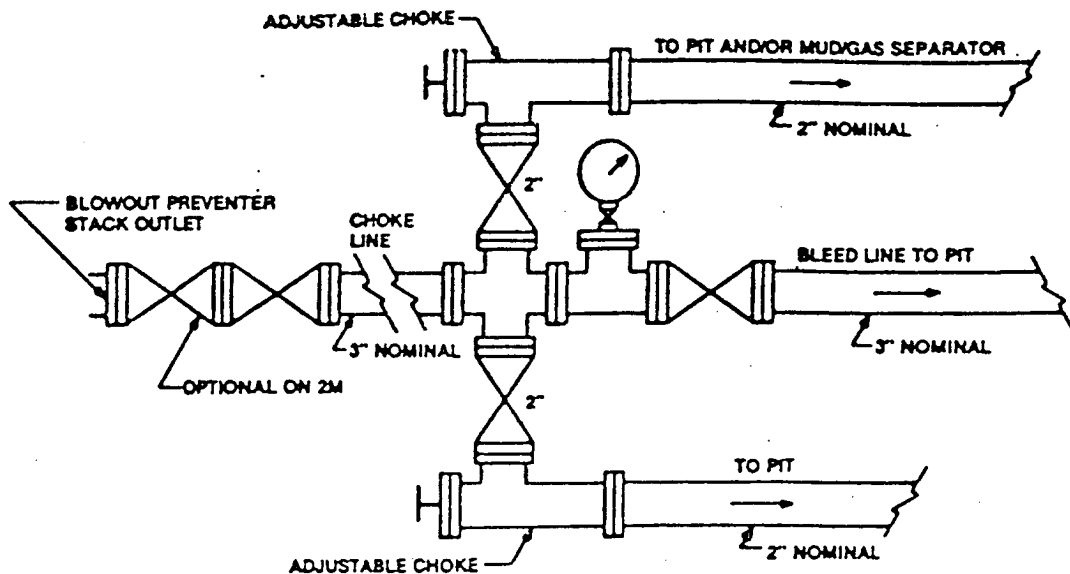 ADJUSTABLE CHOKE
TO PIT AND/OR MUD/GAS SEPARATOR
2" NOMINAL
2"
BLOWOUT PREVENTER
STACK OUTLET
CHOKE
LINE
BLEED LINE TO PIT
3" NOMINAL
3" NOMINAL
OPTIONAL ON 2M
2"
TO PIT
2" NOMINAL
ADJUSTABLE CHOKE